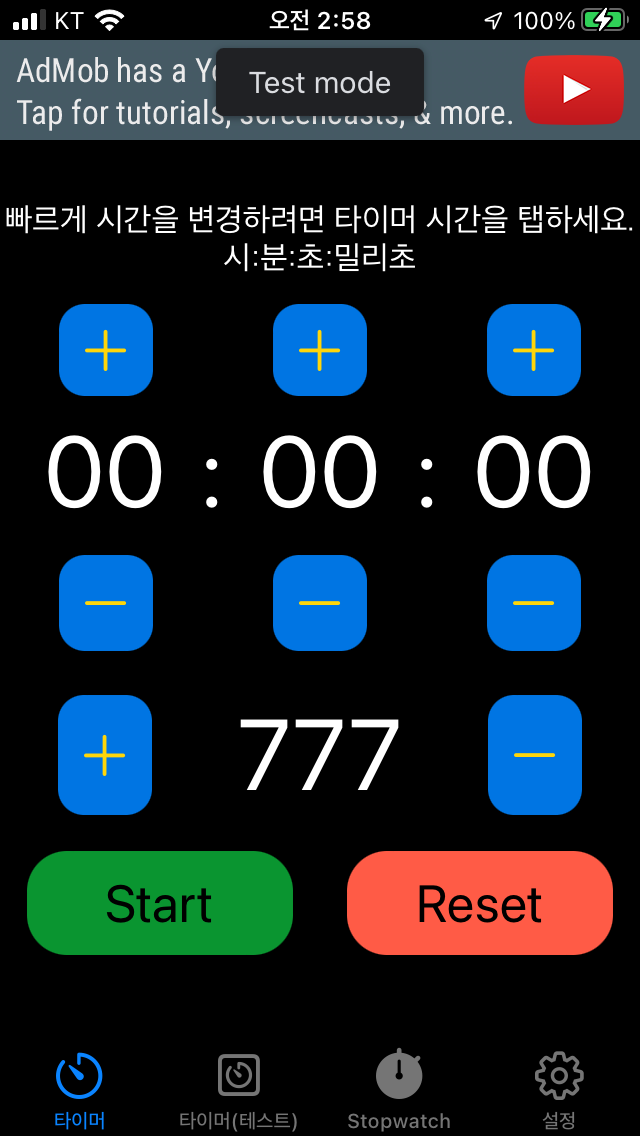 KT 오전 2:58 100%
AdMob has a Yo
Test mode
Tap for tutorials, screencasts, & more.
빠르게 시간을 변경하려면 타이머 시간을 탭하세요.
시:분:초:밀리초
00 : 00 : 00
777
Start Reset
타이머 타이머(테스트) Stopwatch 설정